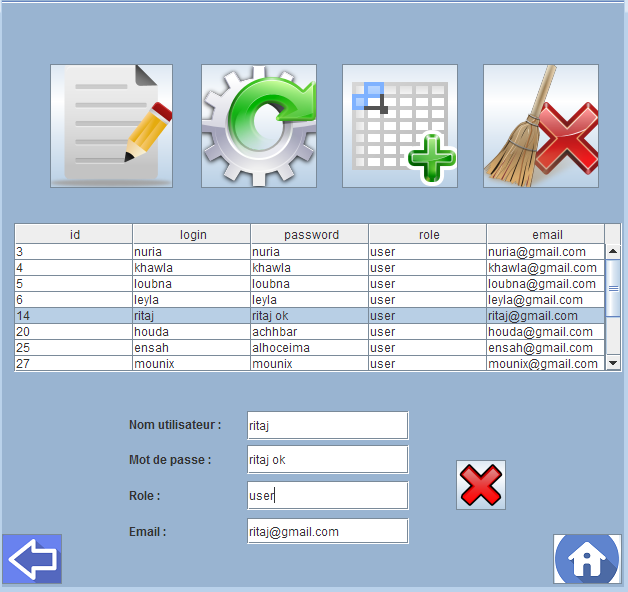 id login password role email
3 nuria nuria user nuria@gmail.com
4 khawla khawla user khawla@gmail.com
5 loubna loubna user loubna@gmail.com
6 leyla leyla user leyla@gmail.com
14 ritaj ritaj ok user ritaj@gmail.com
20 houda achhbar user houda@gmail.com
25 ensah alhoceima user ensah@gmail.com
27 mounix mounix user mounix@gmail.com
Nom utilisateur : ritaj
Mot de passe : ritaj ok
Role : user
Email : ritaj@gmail.com